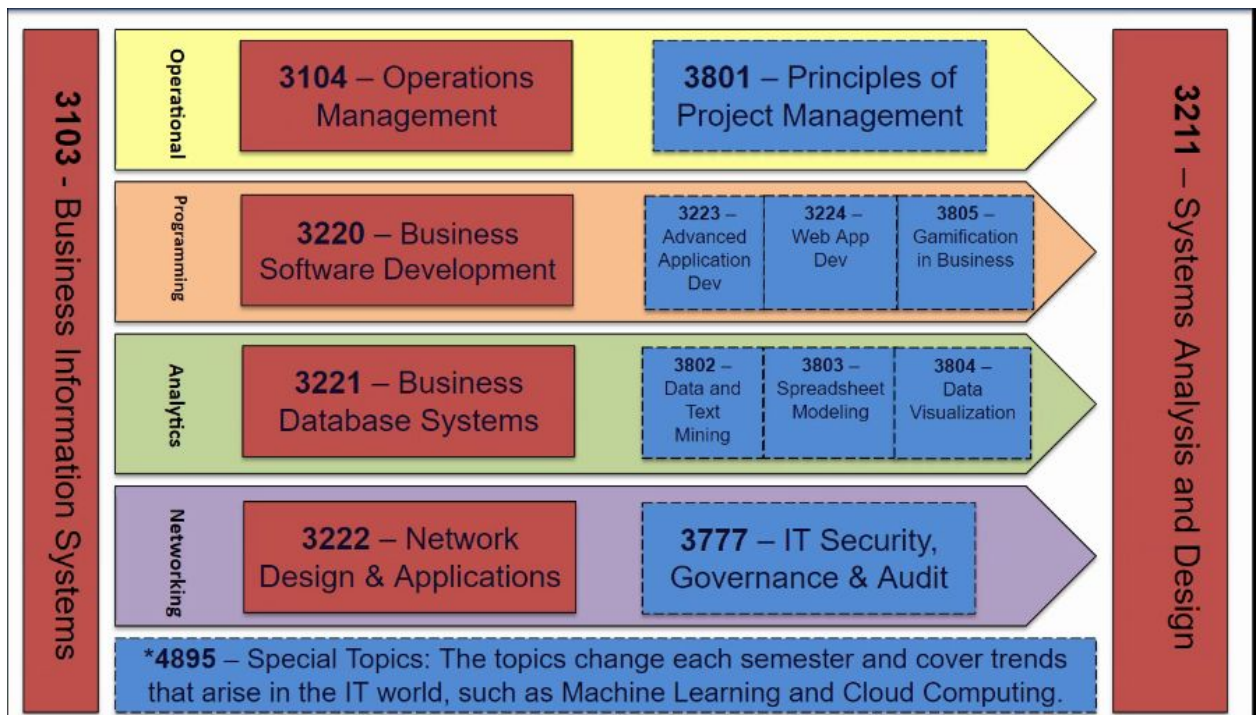 3103 - Business Information Systems
Operational
3104 – Operations
Management
3801 – Principles of
Project Management
Programming
3220 – Business
Software Development
3223 –
Advanced
Application
Dev
3224 –
Web App
Dev
3805 –
Gamification
in Business
Analytics
3221 – Business
Database Systems
3802 –
Data and
Text
Mining
3803 –
Spreadsheet
Modeling
3804 –
Data
Visualization
Networking
3222 – Network
Design & Applications
3777 – IT Security,
Governance & Audit
*4895 – Special Topics: The topics change each semester and cover trends
that arise in the IT world, such as Machine Learning and Cloud Computing.
3211 – Systems Analysis and Design